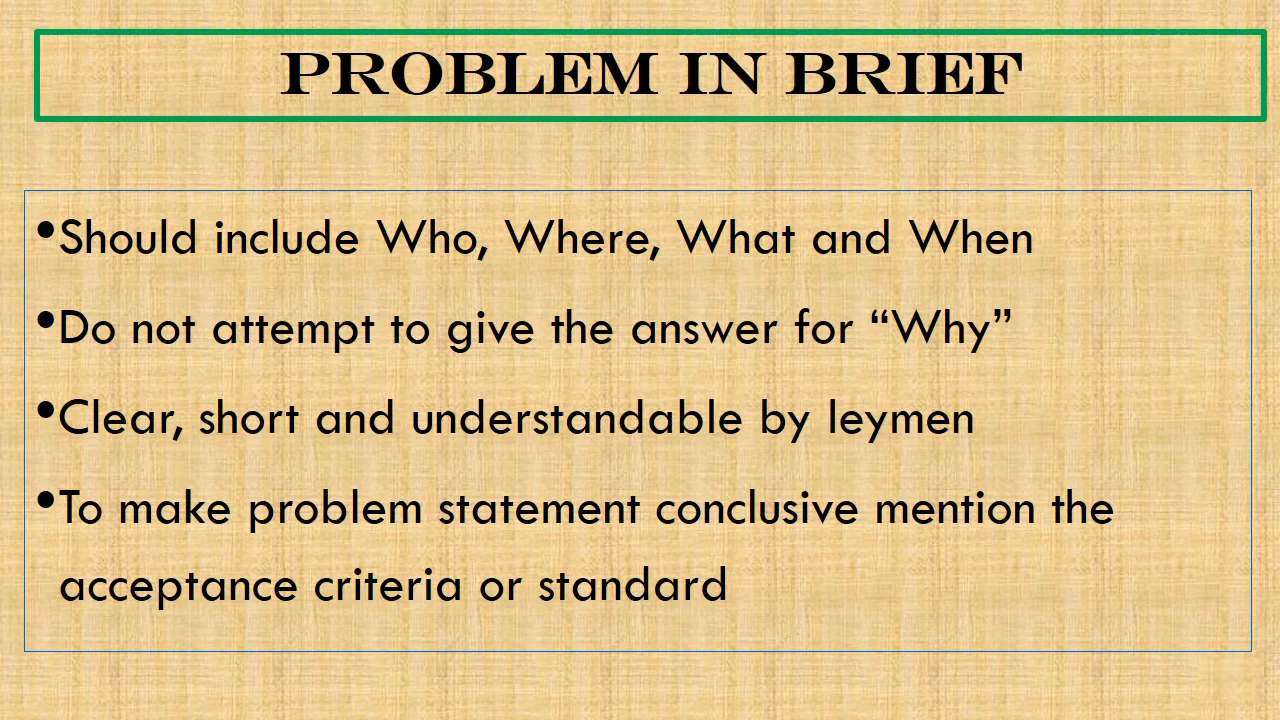 PROBLEM IN BRIEF
•Should include Who, Where, What and When
•Do not attempt to give the answer for “Why”
•Clear, short and understandable by leymen
•To make problem statement conclusive mention the
acceptance criteria or standard